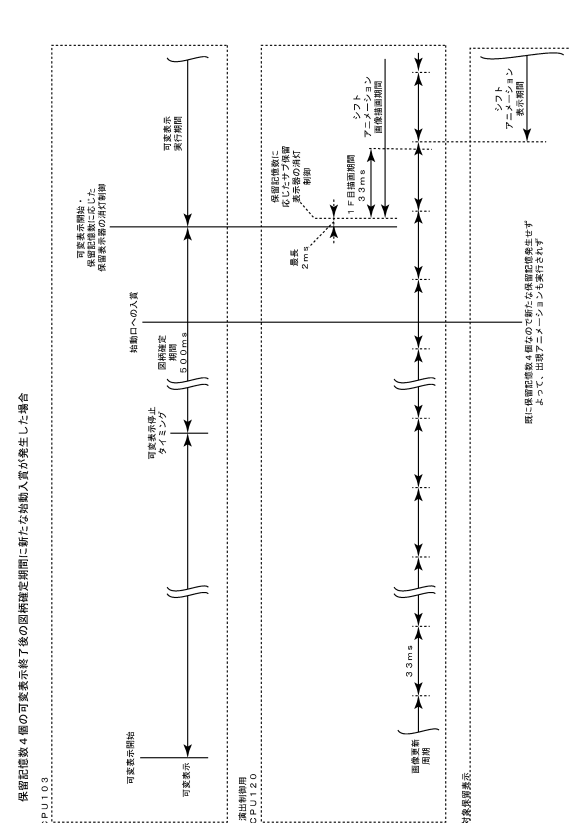 保留記憶数４個の可変表示終了後の図柄確定期間に新たな始動入賞が発生した場合
CPU103
可変表示開始
可変表示
可変表示停止
タイミング
図柄確定
期間
500ms
始動口への入賞
可変表示開始・
保留記憶数に応じた
保留表示器の消灯制御
可変表示
実行期間
演出制御用
CPU120
画像更新
周期
33ms
最長
2ms
保留記憶数に
応じたサブ保留
表示器の消灯
制御
1F目描画期間
33ms
シフト
アニメーション
画像描画期間
対象保留表示
既に保留記憶数4個なので新たな保留記憶発生せず
よって、出現アニメーションも実行されず
シフト
アニメーション
表示期間